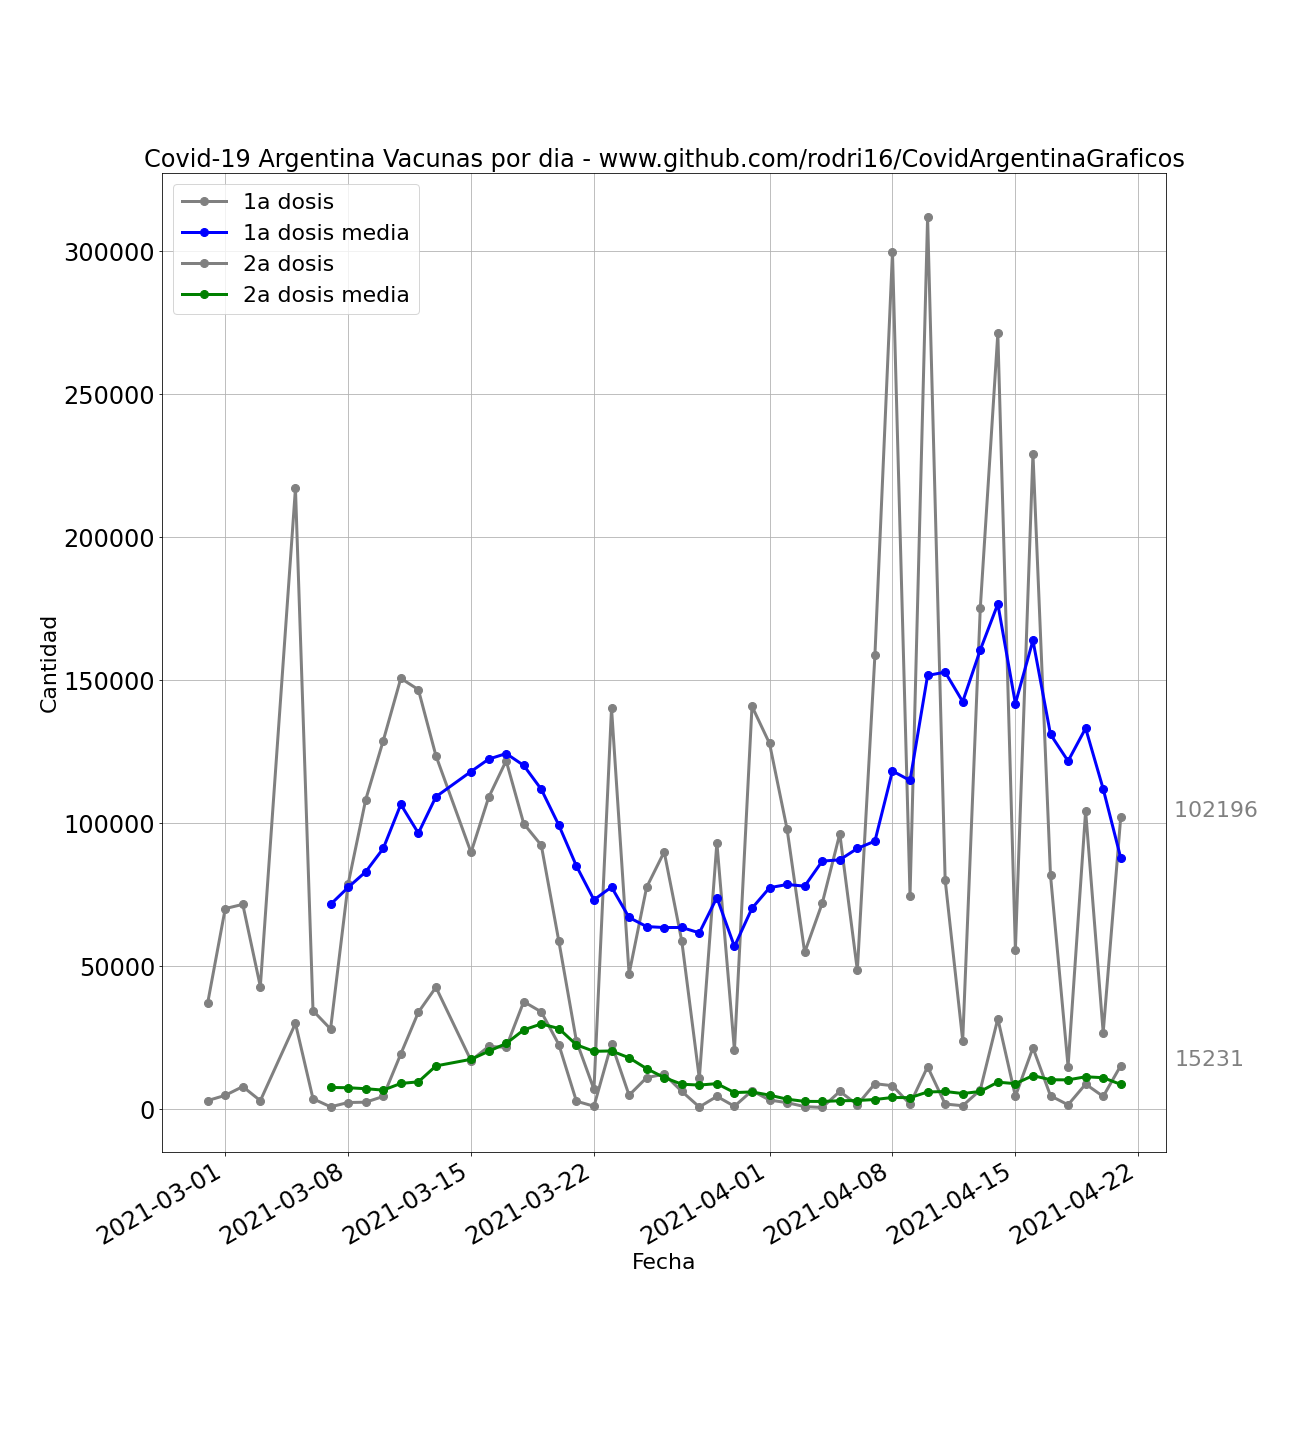 Covid-19 Argentina Vacunas por dia - www.github.com/rodri16/CovidArgentinaGraficos
1a dosis
1a dosis media
2a dosis
2a dosis media
300000
250000
200000
150000
100000
50000
0
Cantidad
102196
15231
2021-03-01
2021-03-08
2021-03-15
2021-03-22
2021-04-01
2021-04-08
2021-04-15
2021-04-22
Fecha